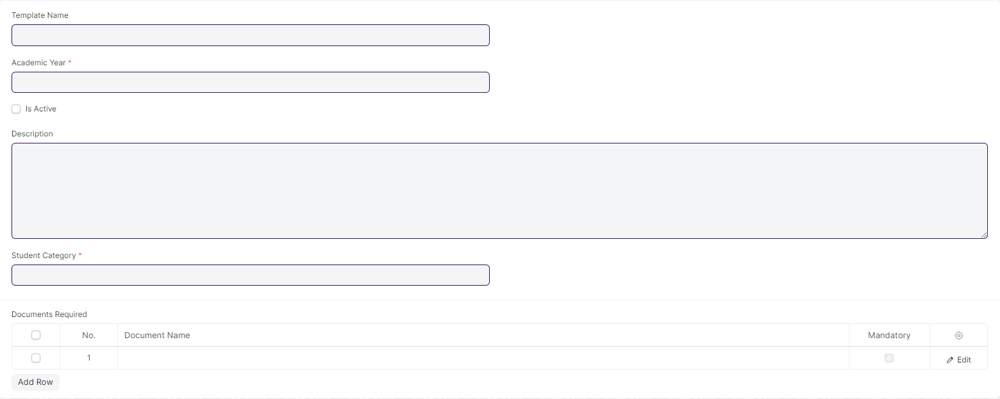 Template Name
Academic Year *
Is Active
Description
Student Category *
Documents Required
No. Document Name Mandatory
1 Edit
Add Row